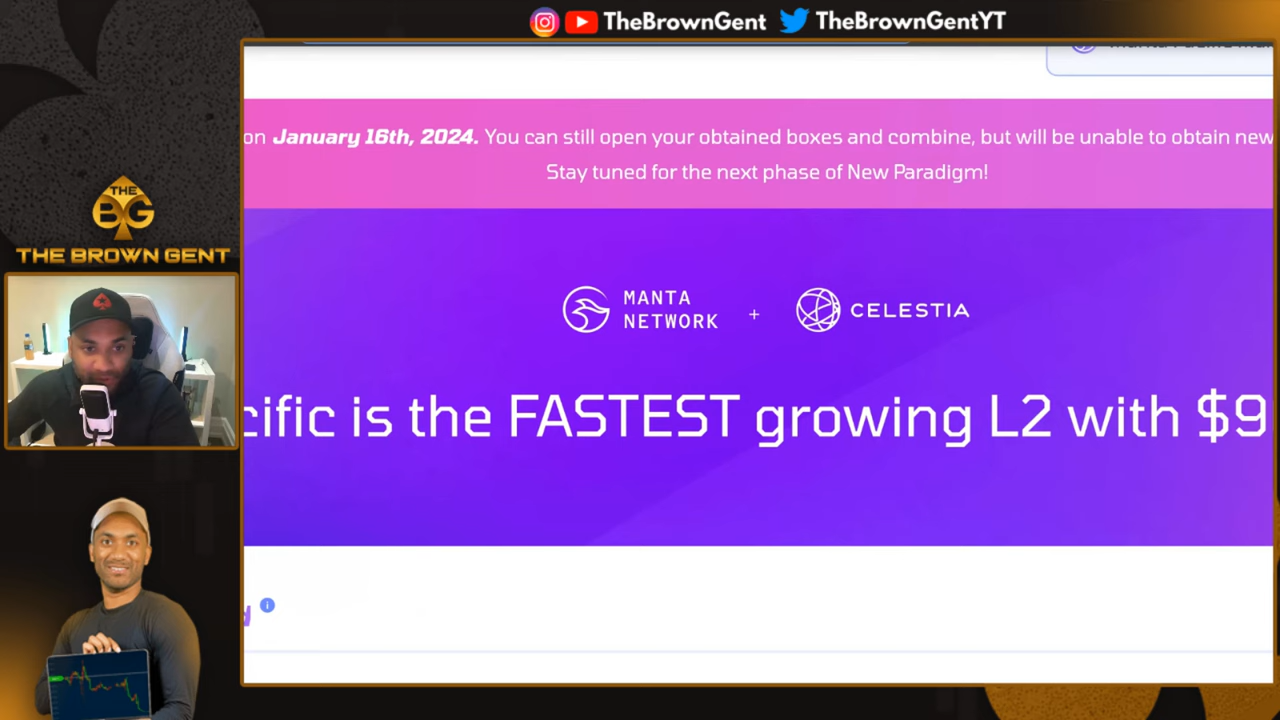 TheBrownGent TheBrownGentYT
on January 16th, 2024. You can still open your obtained boxes and combine, but will be unable to obtain new
Stay tuned for the next phase of New Paradigm!
THE
BG
THE BROWN GENT
MANTA
NETWORK + CELESTIA
cific is the FASTEST growing L2 with $9